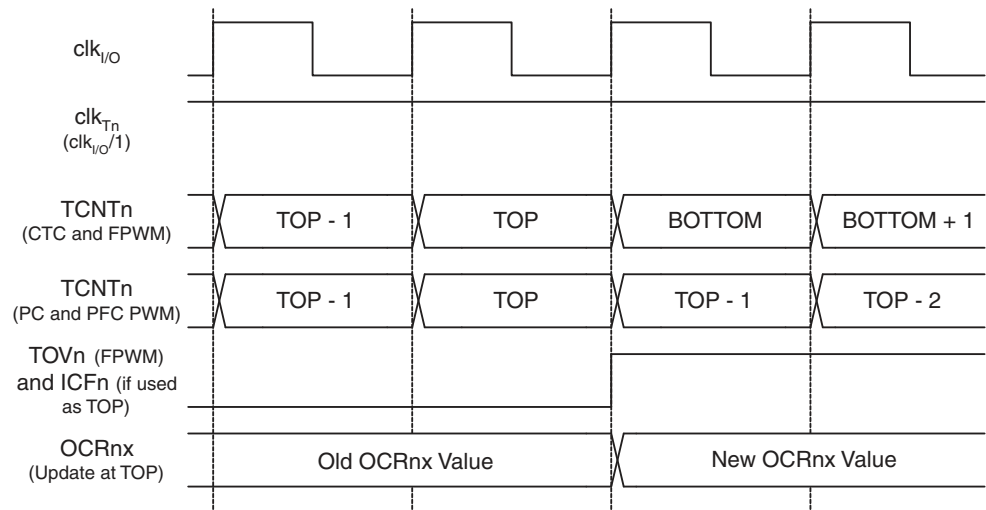 clkI/O
clkTn
(clkI/O/1)
TCNTn
(CTC and FPWM)
TOP - 1
TOP
BOTTOM
BOTTOM + 1
TCNTn
(PC and PFC PWM)
TOP - 1
TOP
TOP - 1
TOP - 2
TOVn (FPWM)
and ICFn (if used
as TOP)
OCRnx
(Update at TOP)
Old OCRnx Value
New OCRnx Value